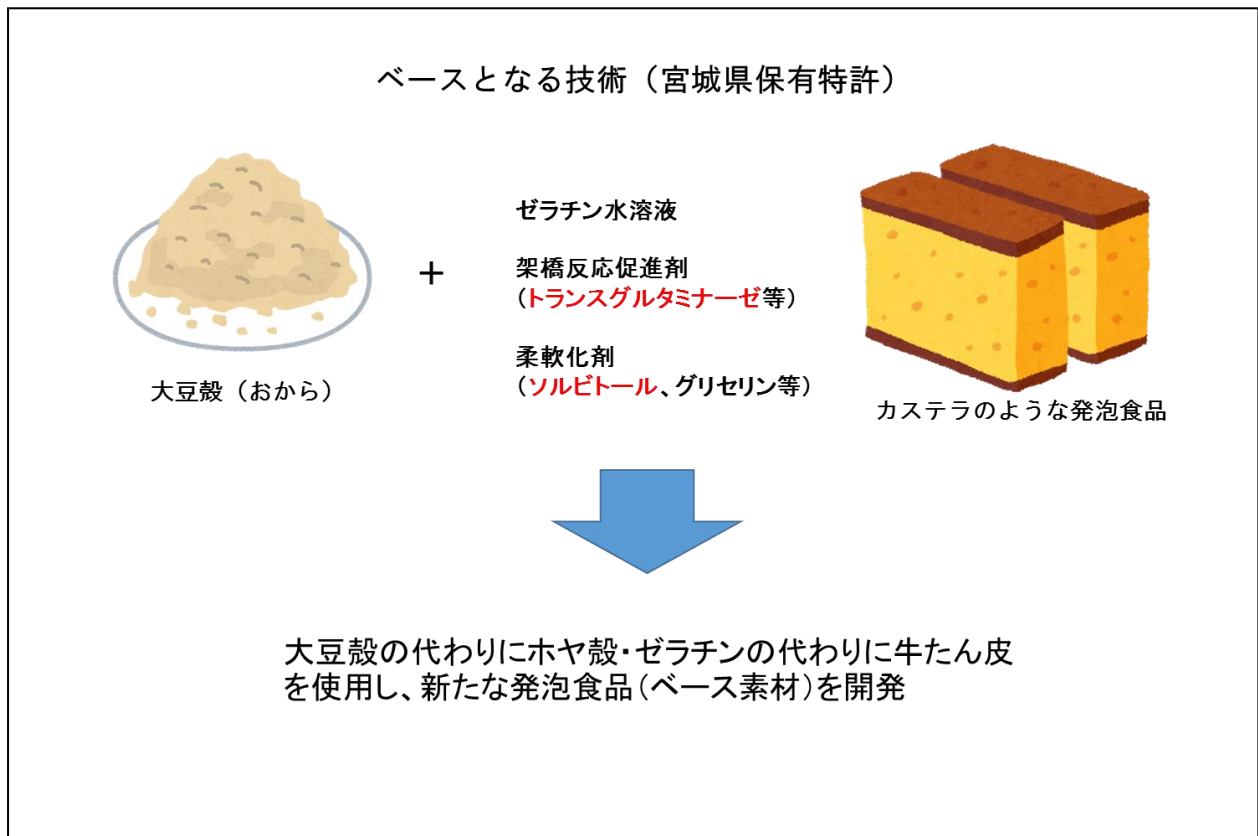 ベースとなる技術（宮城県保有特許）
大豆殻（おから）
＋
ゼラチン水溶液
架橋反応促進剤
（トランスグルタミナーゼ等）
柔軟化剤
（ソルビトール、グリセリン等）
カステラのような発泡食品
大豆殻の代わりにホヤ殻・ゼラチンの代わりに牛たん皮
を使用し、新たな発泡食品（ベース素材）を開発